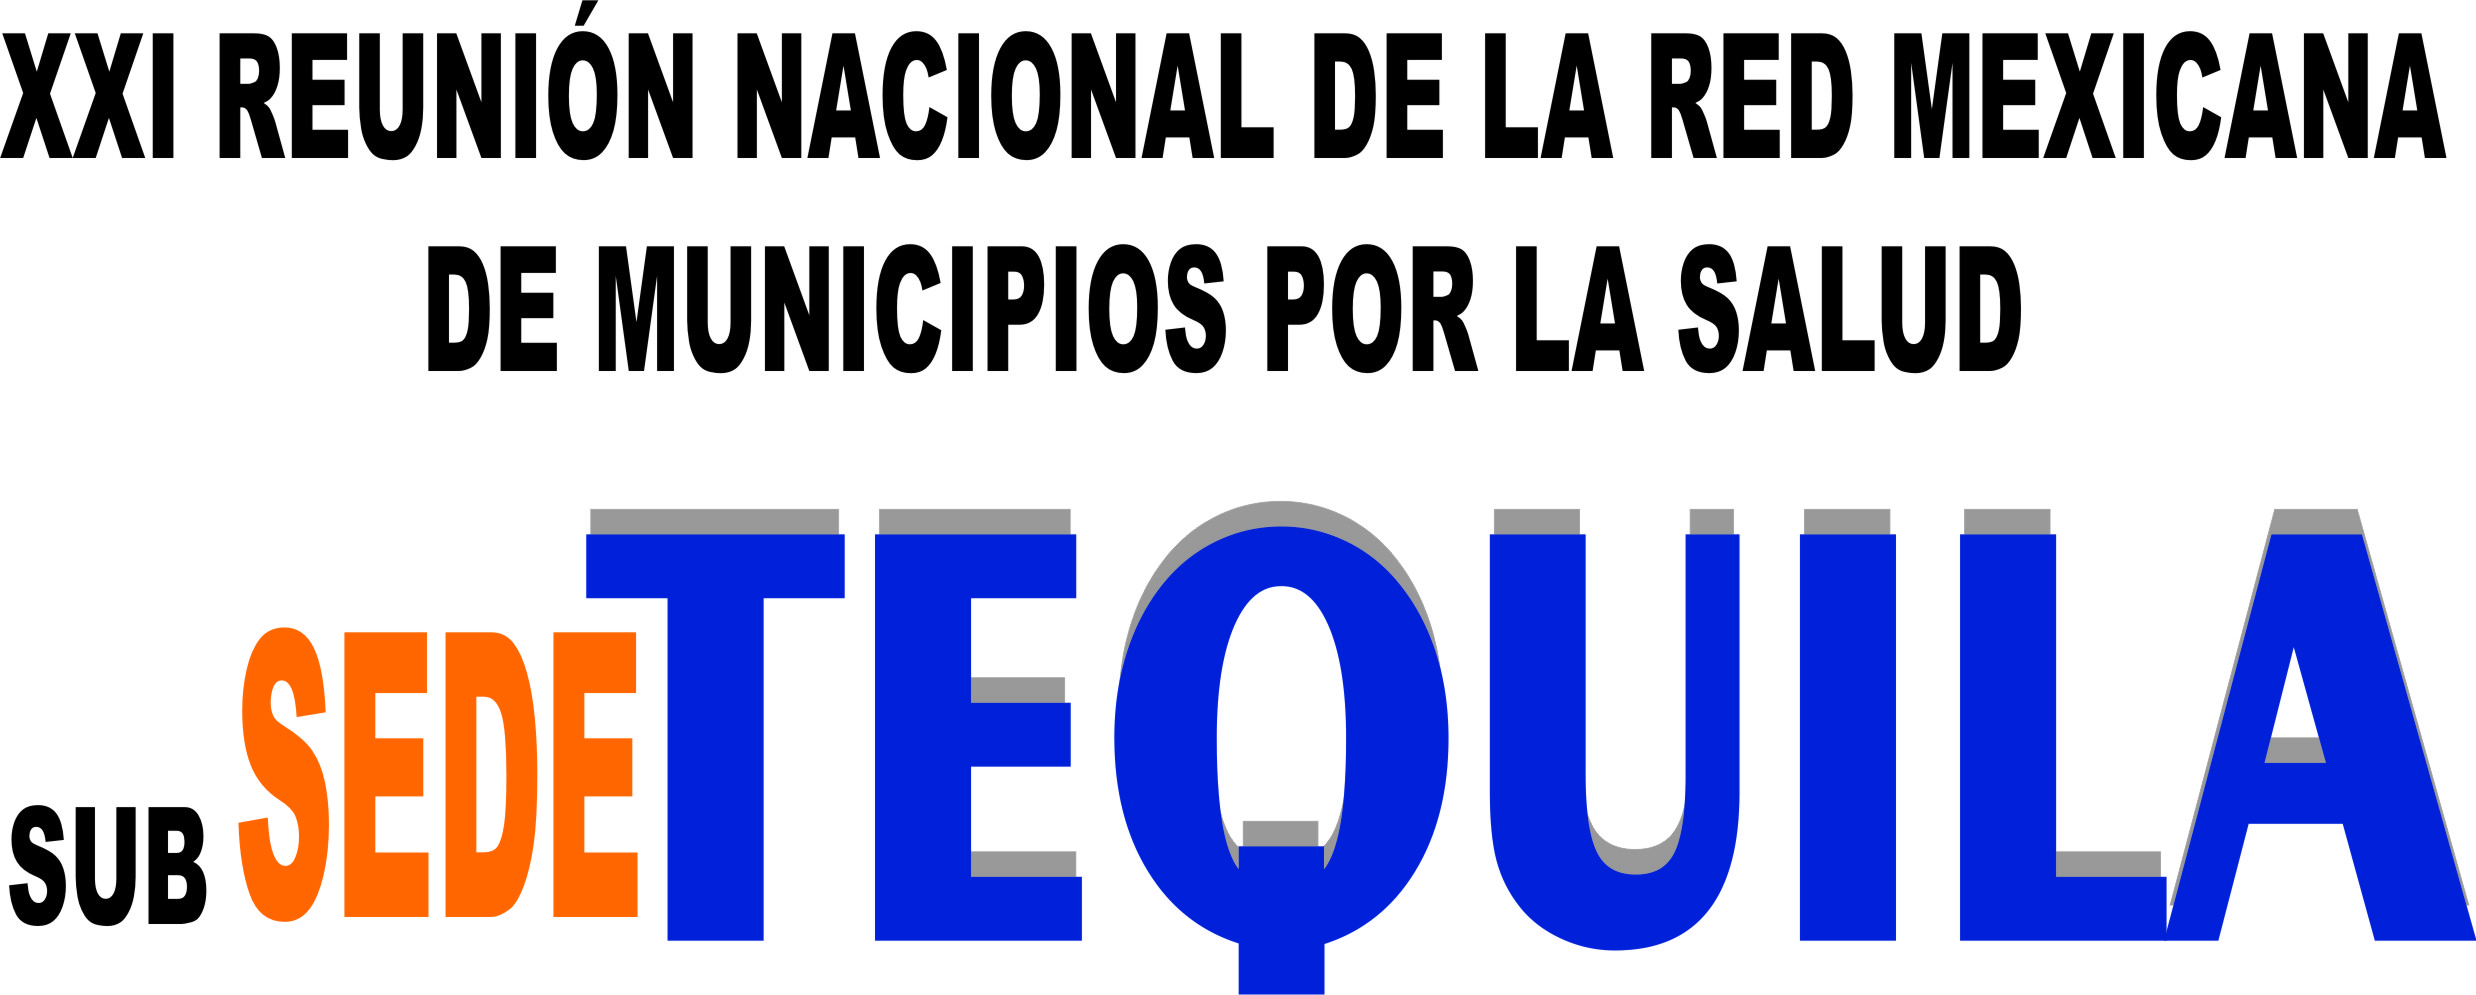 XXI REUNIÓN NACIONAL DE LA RED MEXICANA
DE MUNICIPIOS POR LA SALUD
SUB SEDE TEQUILA